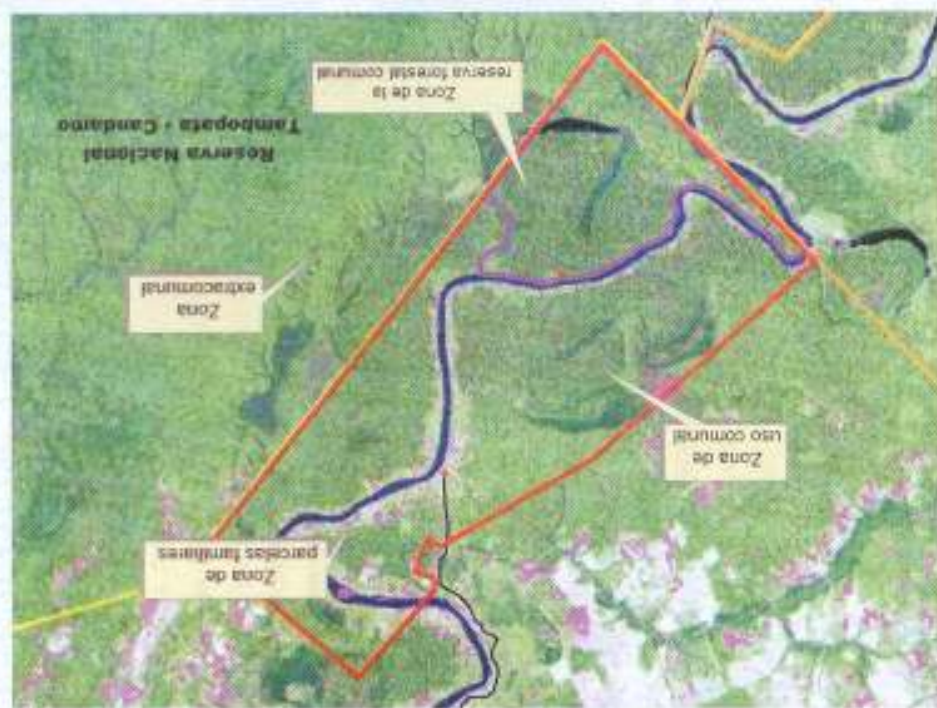 Zona de
parcelas familiares
Zona de
uso comunal
Zona
extracomunal
Reserva Nacional
Tambopata - Candamo
Zona de la
reserva forestal comunal